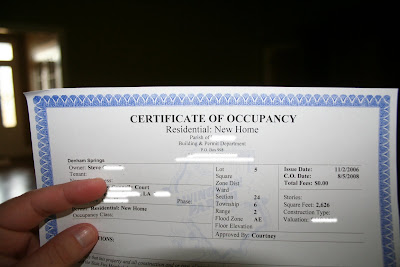 CERTIFICATE OF OCCUPANCY
Residential: New Home
Parish of
Building & Permit Department
P.O. Box
Denham Springs
Owner: Steve
Tenant:
Court
LA
Phase:
Residential: New Home
Occupancy Class:
Lot 5
Square
Zone Dist
Ward
Section 24
Township 6
Range 2
Flood Zone AE
Floor Elevation
Approved By: Courtney
Issue Date: 11/2/2006
C.O. Date: 8/5/2008
Total Fees: $0.00
Stories:
Square Feet: 2,626
Construction Type:
Valuation: